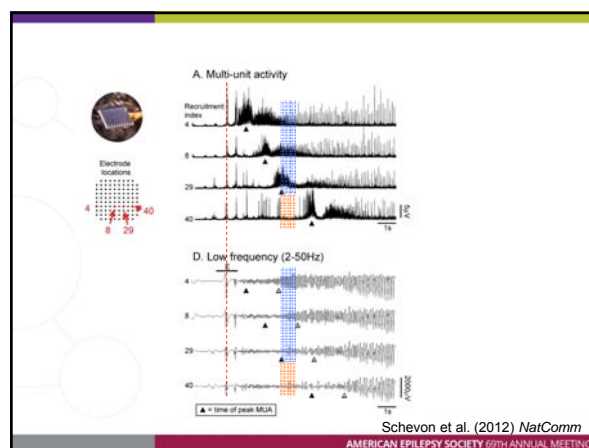 A. Multi-unit activity
Recruitment
index
4
8
29
40
5μV
1s
Electrode
locations
4
40
8
29
D. Low frequency (2-50Hz)
4
8
29
40
2000μV
1s
▲ = time of peak MUA
Schevon et al. (2012) NatComm
AMERICAN EPILEPSY SOCIETY 69TH ANNUAL MEETING